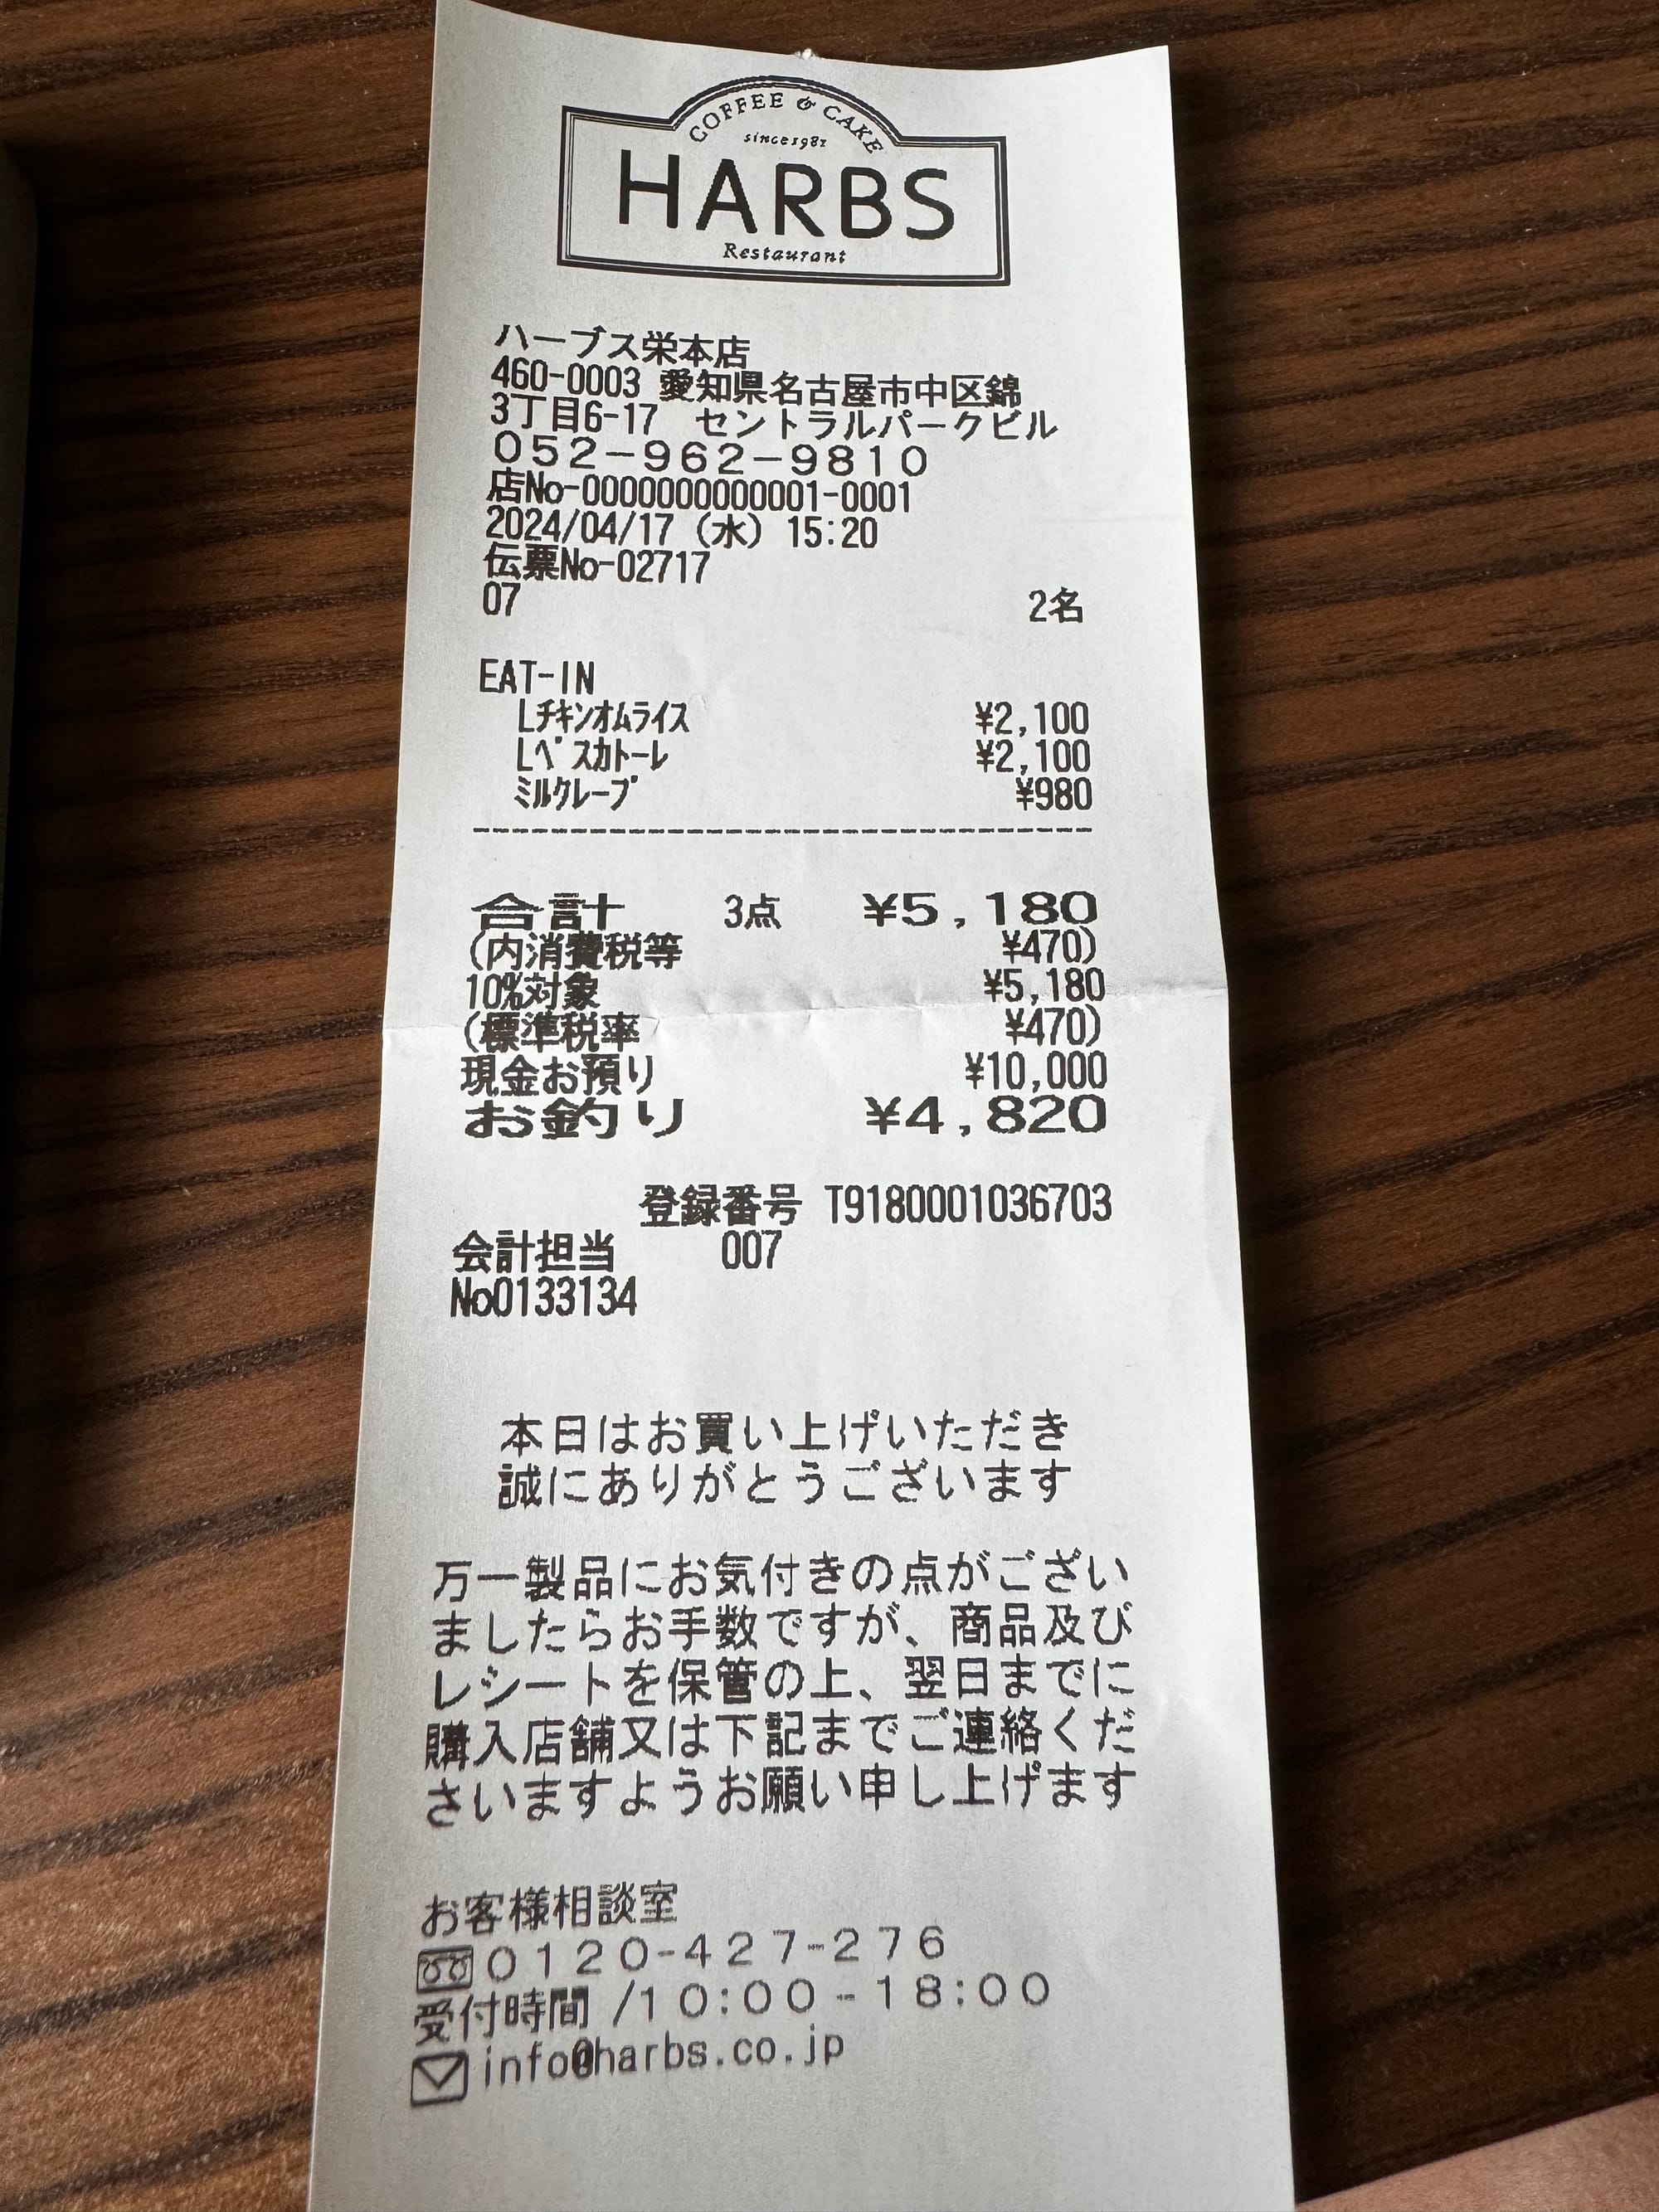 COFFEE & CAKE
since1981
HARBS
Restaurant
ハーブス栄本店
460-0003 愛知県名古屋市中区錦
3丁目6-17 セントラルパークビル
052-962-9810
店No-0000000000001-0001
2024/04/17 (水) 15:20
伝票No-02717
07 2名
EAT-IN
Lチキンオムライス ¥2,100
Lペスカトーレ ¥2,100
ミルクレープ ¥980
合計 3点 ¥5,180
(内消費税等 ¥470)
10%対象 ¥5,180
(標準税率 ¥470)
現金お預り ¥10,000
お釣り ¥4,820
登録番号 T9180001036703
会計担当 007
No0133134
本日はお買い上げいただき
誠にありがとうございます
万一製品にお気付きの点がござい
ましたらお手数ですが、商品及び
レシートを保管の上、翌日までに
購入店舗又は下記までご連絡くだ
さいますようお願い申し上げます
お客様相談室
0120-427-276
受付時間 /10:00-18:00
info@harbs.co.jp